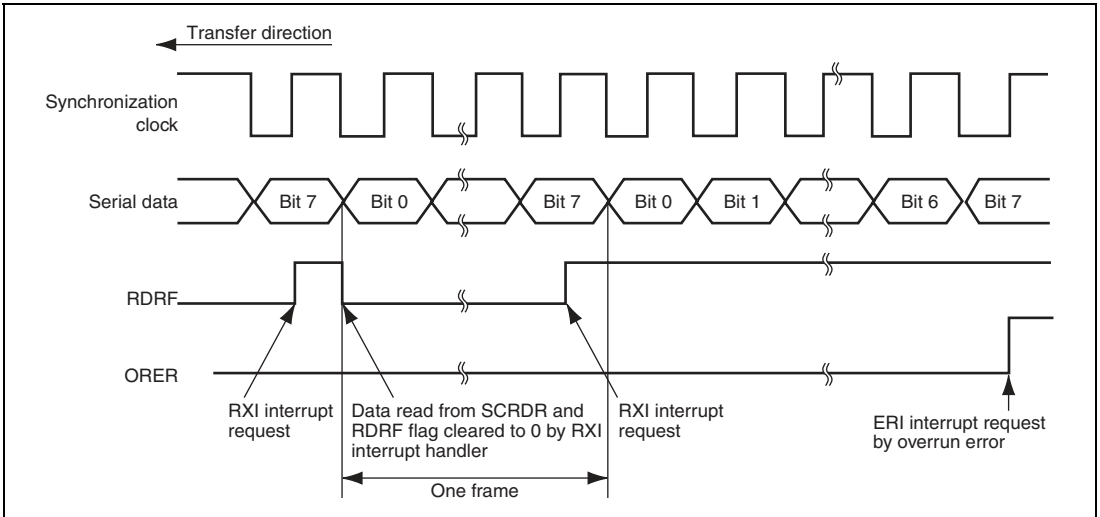 Transfer direction
Synchronization
clock
Serial data
Bit 7
Bit 0
Bit 7
Bit 0
Bit 1
Bit 6
Bit 7
RDRF
ORER
RXI interrupt
request
Data read from SCRDR and
RDRF flag cleared to 0 by RXI
interrupt handler
RXI interrupt
request
ERI interrupt request
by overrun error
One frame